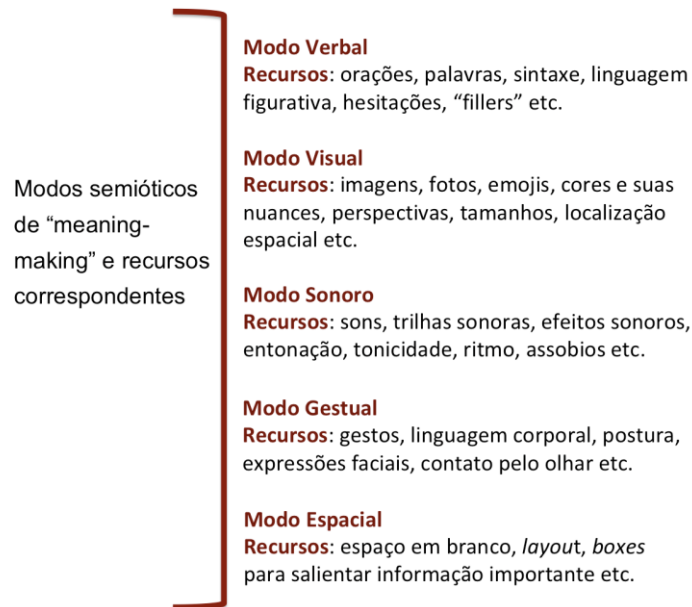 Modos semióticos
de “meaning-
making” e recursos
correspondentes
Modo Verbal
Recursos: orações, palavras, sintaxe, linguagem
figurativa, hesitações, “fillers” etc.
Modo Visual
Recursos: imagens, fotos, emojis, cores e suas
nuances, perspectivas, tamanhos, localização
espacial etc.
Modo Sonoro
Recursos: sons, trilhas sonoras, efeitos sonoros,
entonação, tonicidade, ritmo, assobios etc.
Modo Gestual
Recursos: gestos, linguagem corporal, postura,
expressões faciais, contato pelo olhar etc.
Modo Espacial
Recursos: espaço em branco, layout, boxes
para salientar informação importante etc.